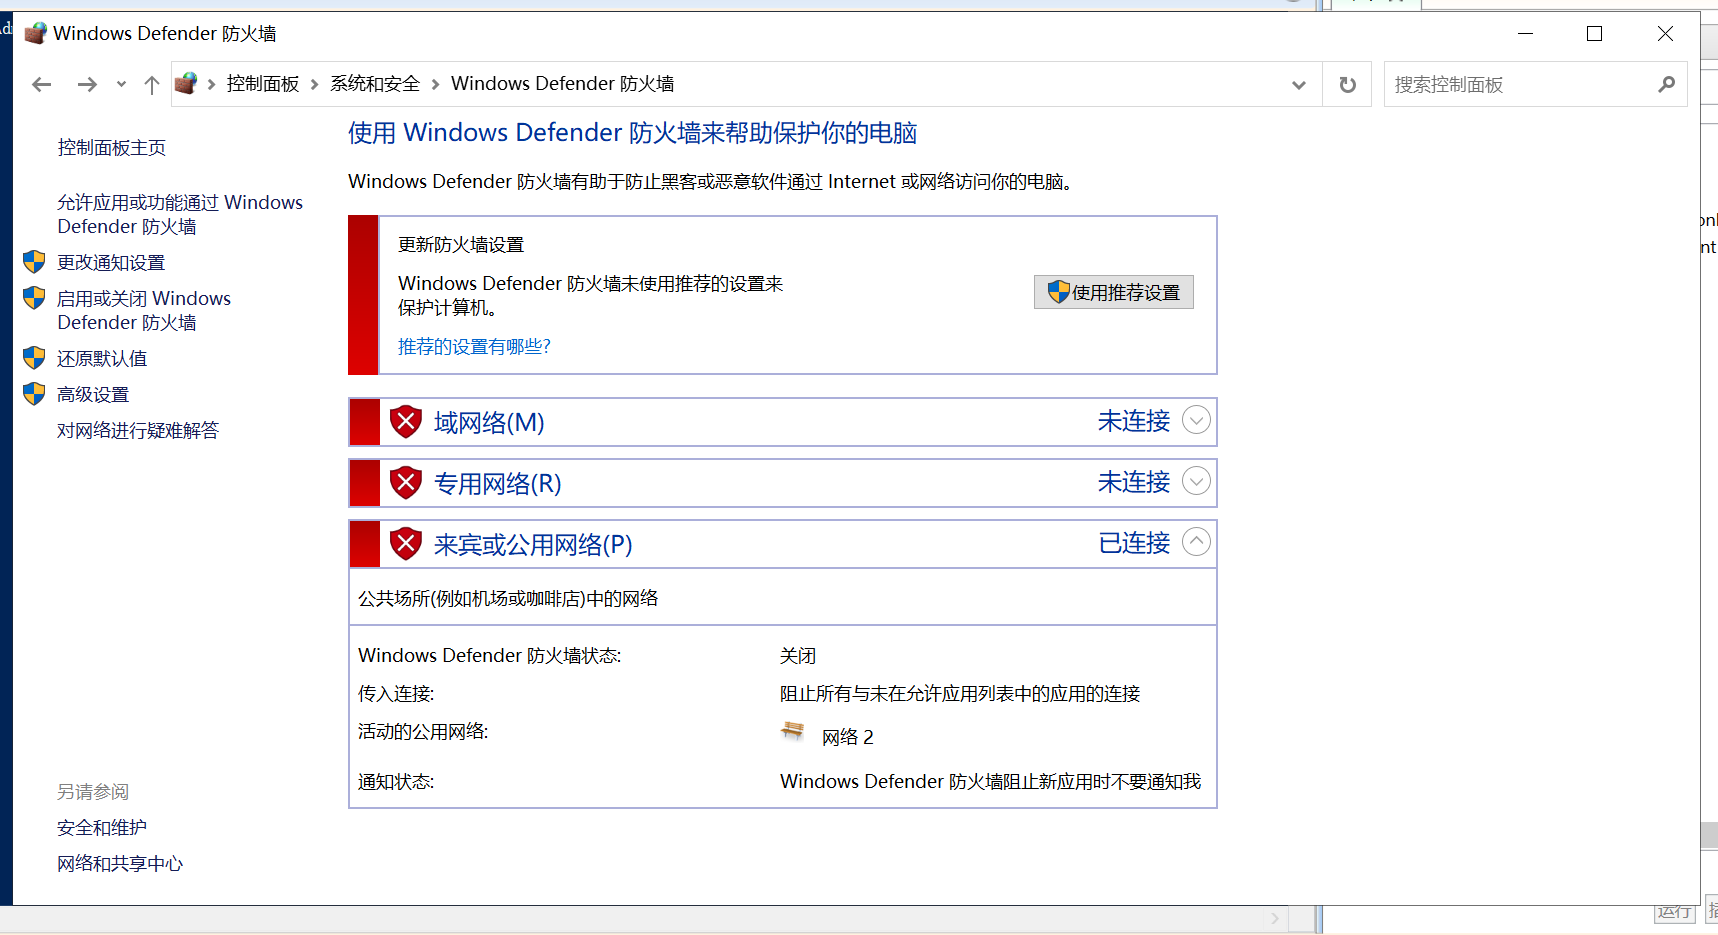 Windows Defender 防火墙
控制面板 系统和安全 Windows Defender 防火墙
搜索控制面板
控制面板主页
允许应用或功能通过 Windows
Defender 防火墙
更改通知设置
启用或关闭 Windows
Defender 防火墙
还原默认值
高级设置
对网络进行疑难解答
另请参阅
安全和维护
网络和共享中心
使用 Windows Defender 防火墙来帮助保护你的电脑
Windows Defender 防火墙有助于防止黑客或恶意软件通过 Internet 或网络访问你的电脑。
更新防火墙设置
Windows Defender 防火墙未使用推荐的设置来
保护计算机。
使用推荐设置
推荐的设置有哪些?
域网络(M) 未连接
专用网络(R) 未连接
来宾或公用网络(P) 已连接
公共场所(例如机场或咖啡店)中的网络
Windows Defender 防火墙状态: 关闭
传入连接: 阻止所有与未在允许应用列表中的应用的连接
活动的公用网络: 网络 2
通知状态: Windows Defender 防火墙阻止新应用时不要通知我
运行